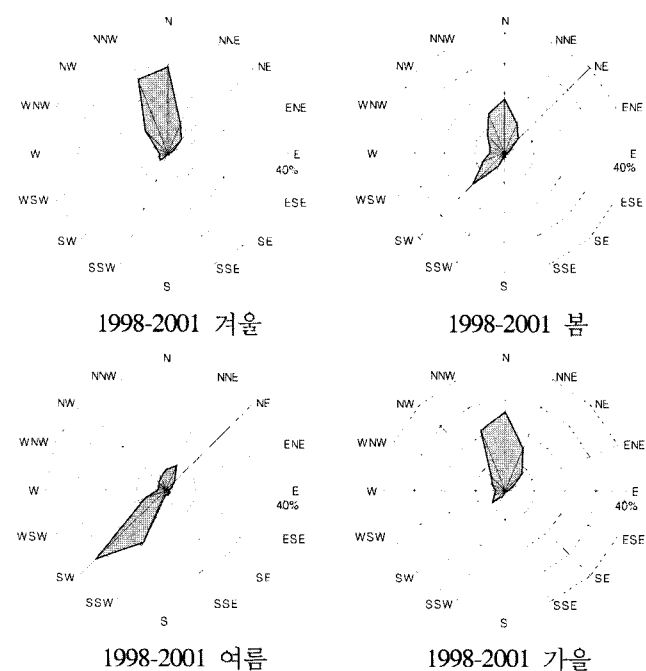 N
NNW NNE
NW NE
WNW ENE
W E
40%
WSW ESE
SW SE
SSW SSE
S
1998-2001 겨울
N
NNW NNE
NW NE
WNW ENE
W E
40%
WSW ESE
SW SE
SSW SSE
S
1998-2001 봄
N
NNW NNE
NW NE
WNW ENE
W E
40%
WSW ESE
SW SE
SSW SSE
S
1998-2001 여름
N
NNW NNE
NW NE
WNW ENE
W E
40%
WSW ESE
SW SE
SSW SSE
S
1998-2001 가을